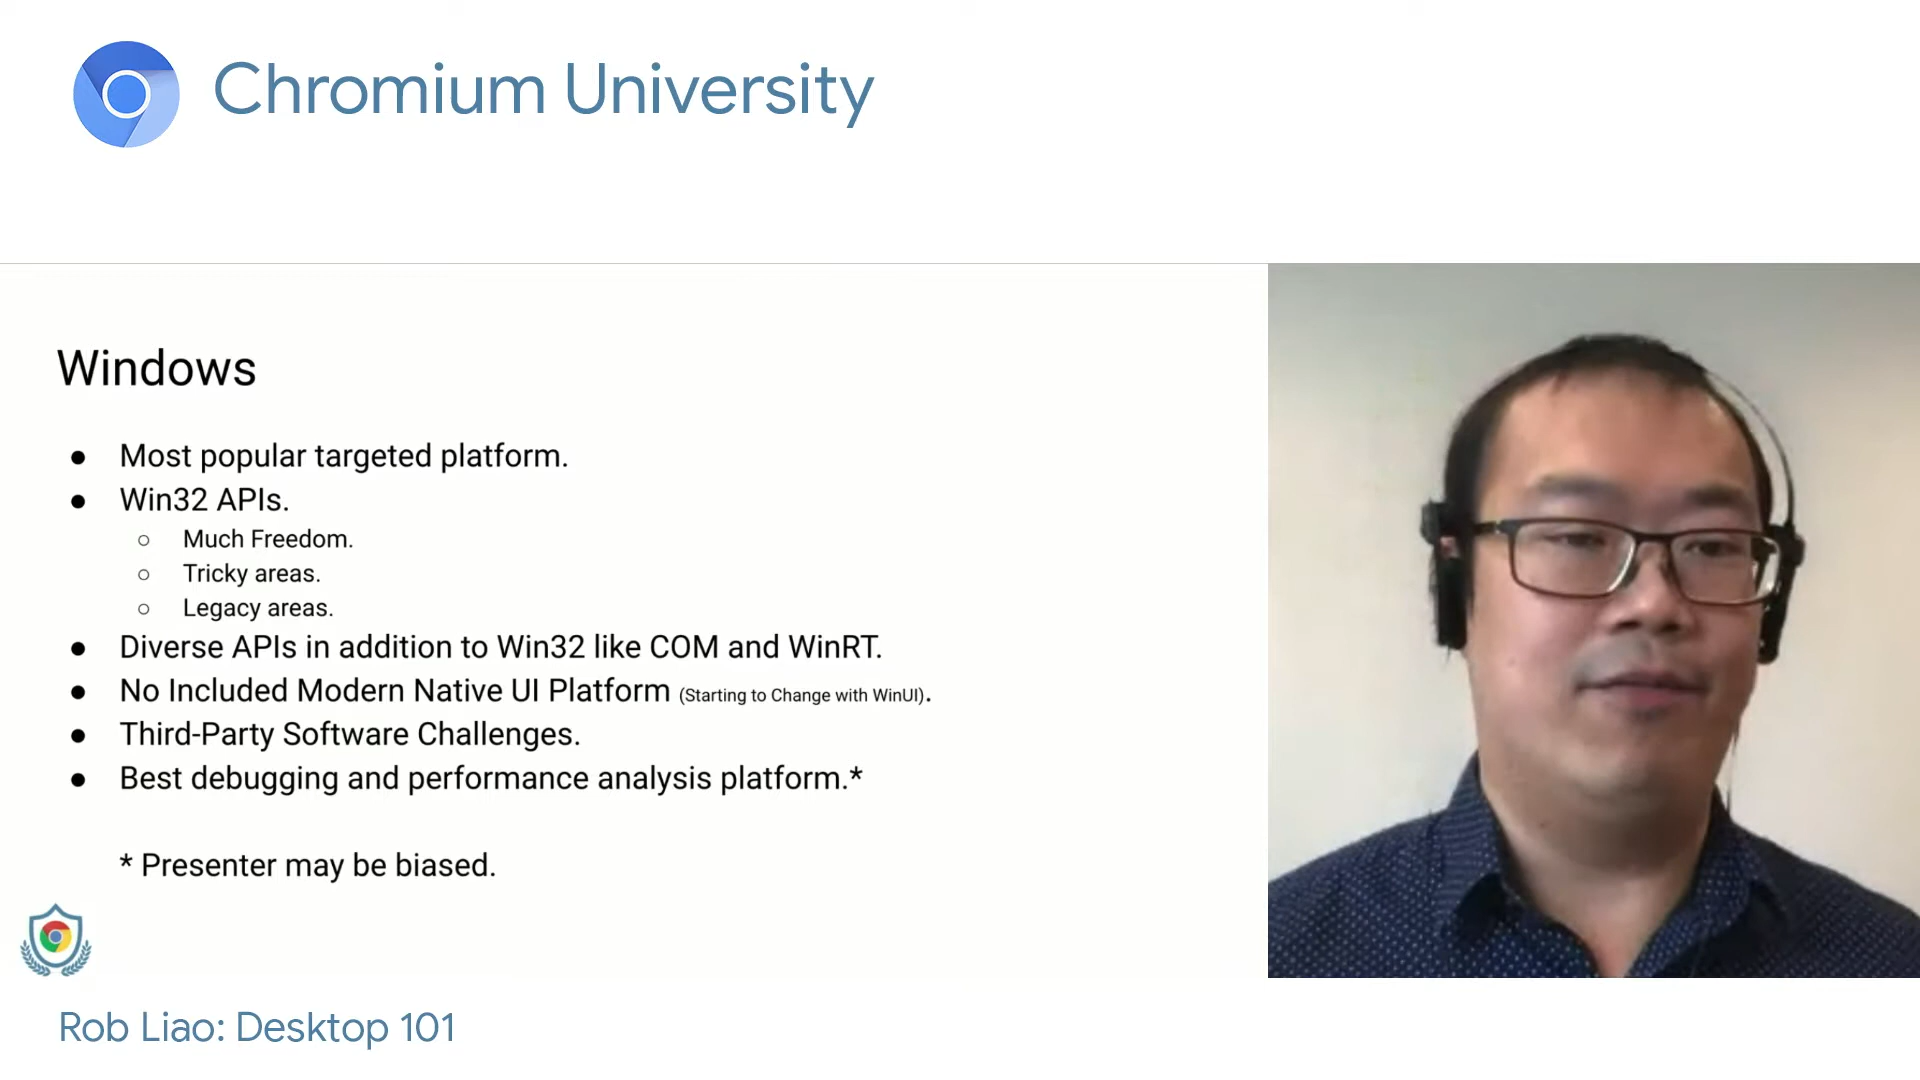 Chromium University
Windows
● Most popular targeted platform.
● Win32 APIs.
○ Much Freedom.
○ Tricky areas.
○ Legacy areas.
● Diverse APIs in addition to Win32 like COM and WinRT.
● No Included Modern Native UI Platform (Starting to Change with WinUI).
● Third-Party Software Challenges.
● Best debugging and performance analysis platform.*
* Presenter may be biased.
Rob Liao: Desktop 101